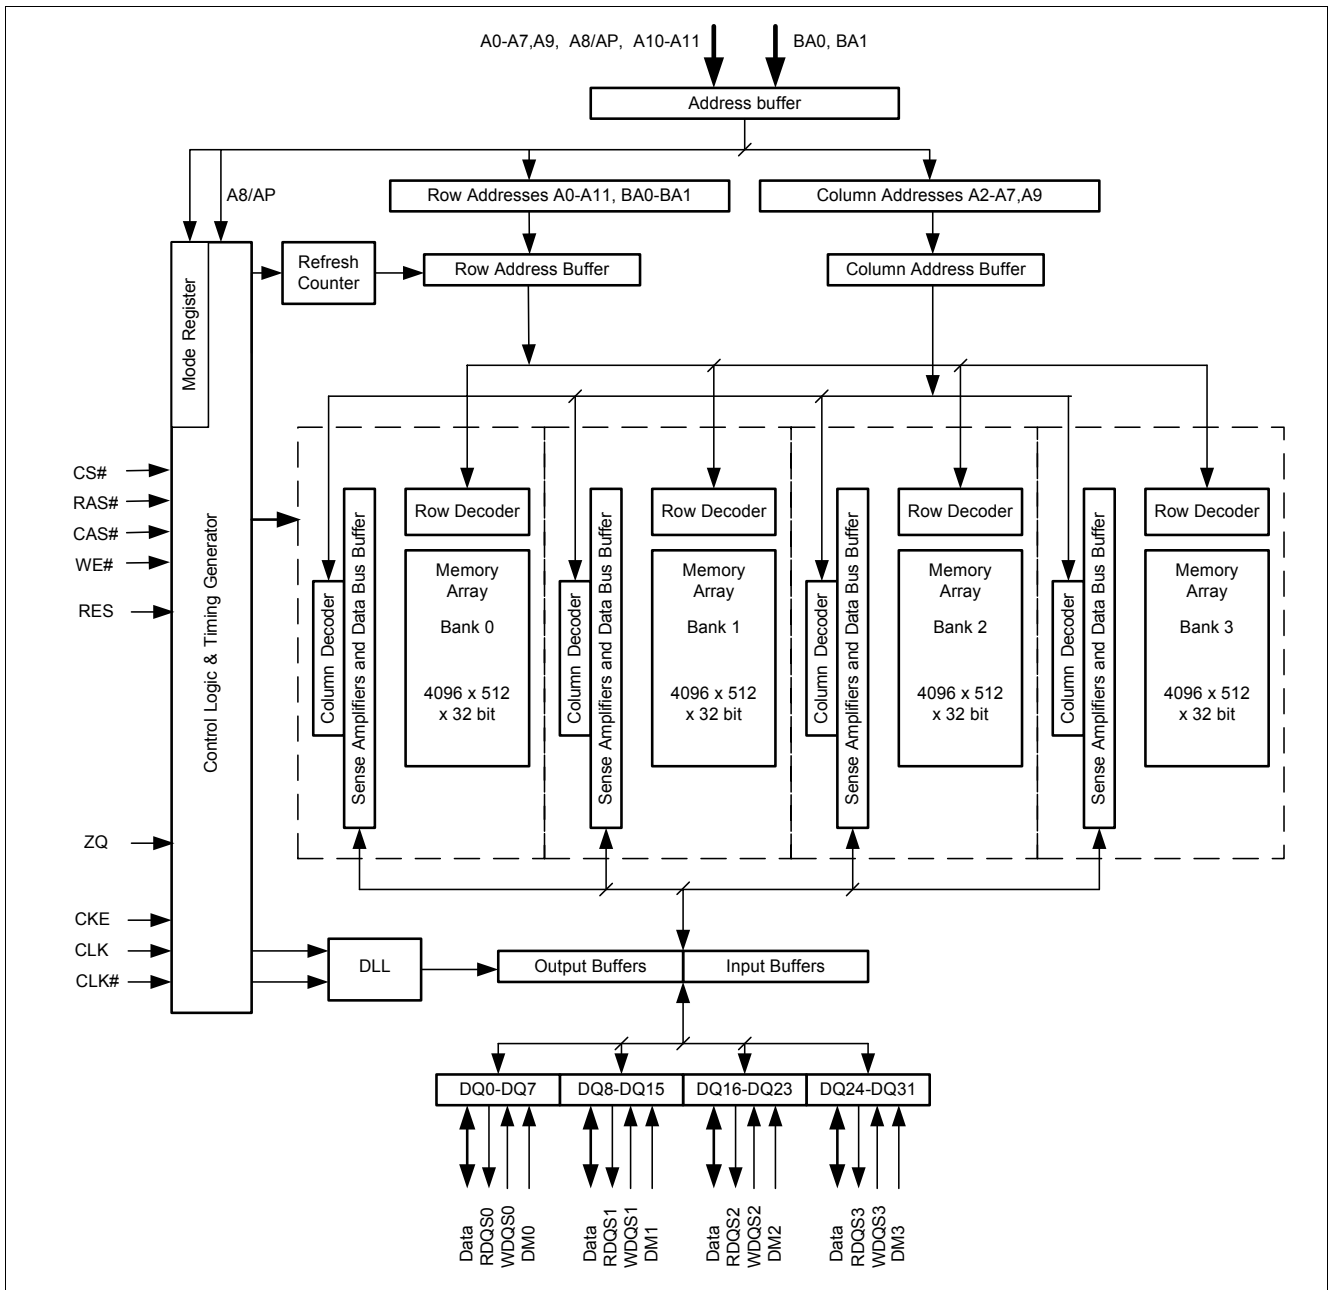 A0-A7,A9, A8/AP, A10-A11
BA0, BA1
Address buffer
A8/AP
Row Addresses A0-A11, BA0-BA1
Column Addresses A2-A7,A9
Mode Register
Refresh
Counter
Row Address Buffer
Column Address Buffer
CS#
RAS#
CAS#
WE#
RES
ZQ
CKE
CLK
CLK#
Control Logic & Timing Generator
Column Decoder
Sense Amplifiers and Data Bus Buffer
Row Decoder
Memory
Array
Bank 0
4096 x 512
x 32 bit
Column Decoder
Sense Amplifiers and Data Bus Buffer
Row Decoder
Memory
Array
Bank 1
4096 x 512
x 32 bit
Column Decoder
Sense Amplifiers and Data Bus Buffer
Row Decoder
Memory
Array
Bank 2
4096 x 512
x 32 bit
Column Decoder
Sense Amplifiers and Data Bus Buffer
Row Decoder
Memory
Array
Bank 3
4096 x 512
x 32 bit
DLL
Output Buffers
Input Buffers
DQ0-DQ7
DQ8-DQ15
DQ16-DQ23
DQ24-DQ31
Data
RDQS0
WDQS0
DM0
Data
RDQS1
WDQS1
DM1
Data
RDQS2
WDQS2
DM2
Data
RDQS3
WDQS3
DM3